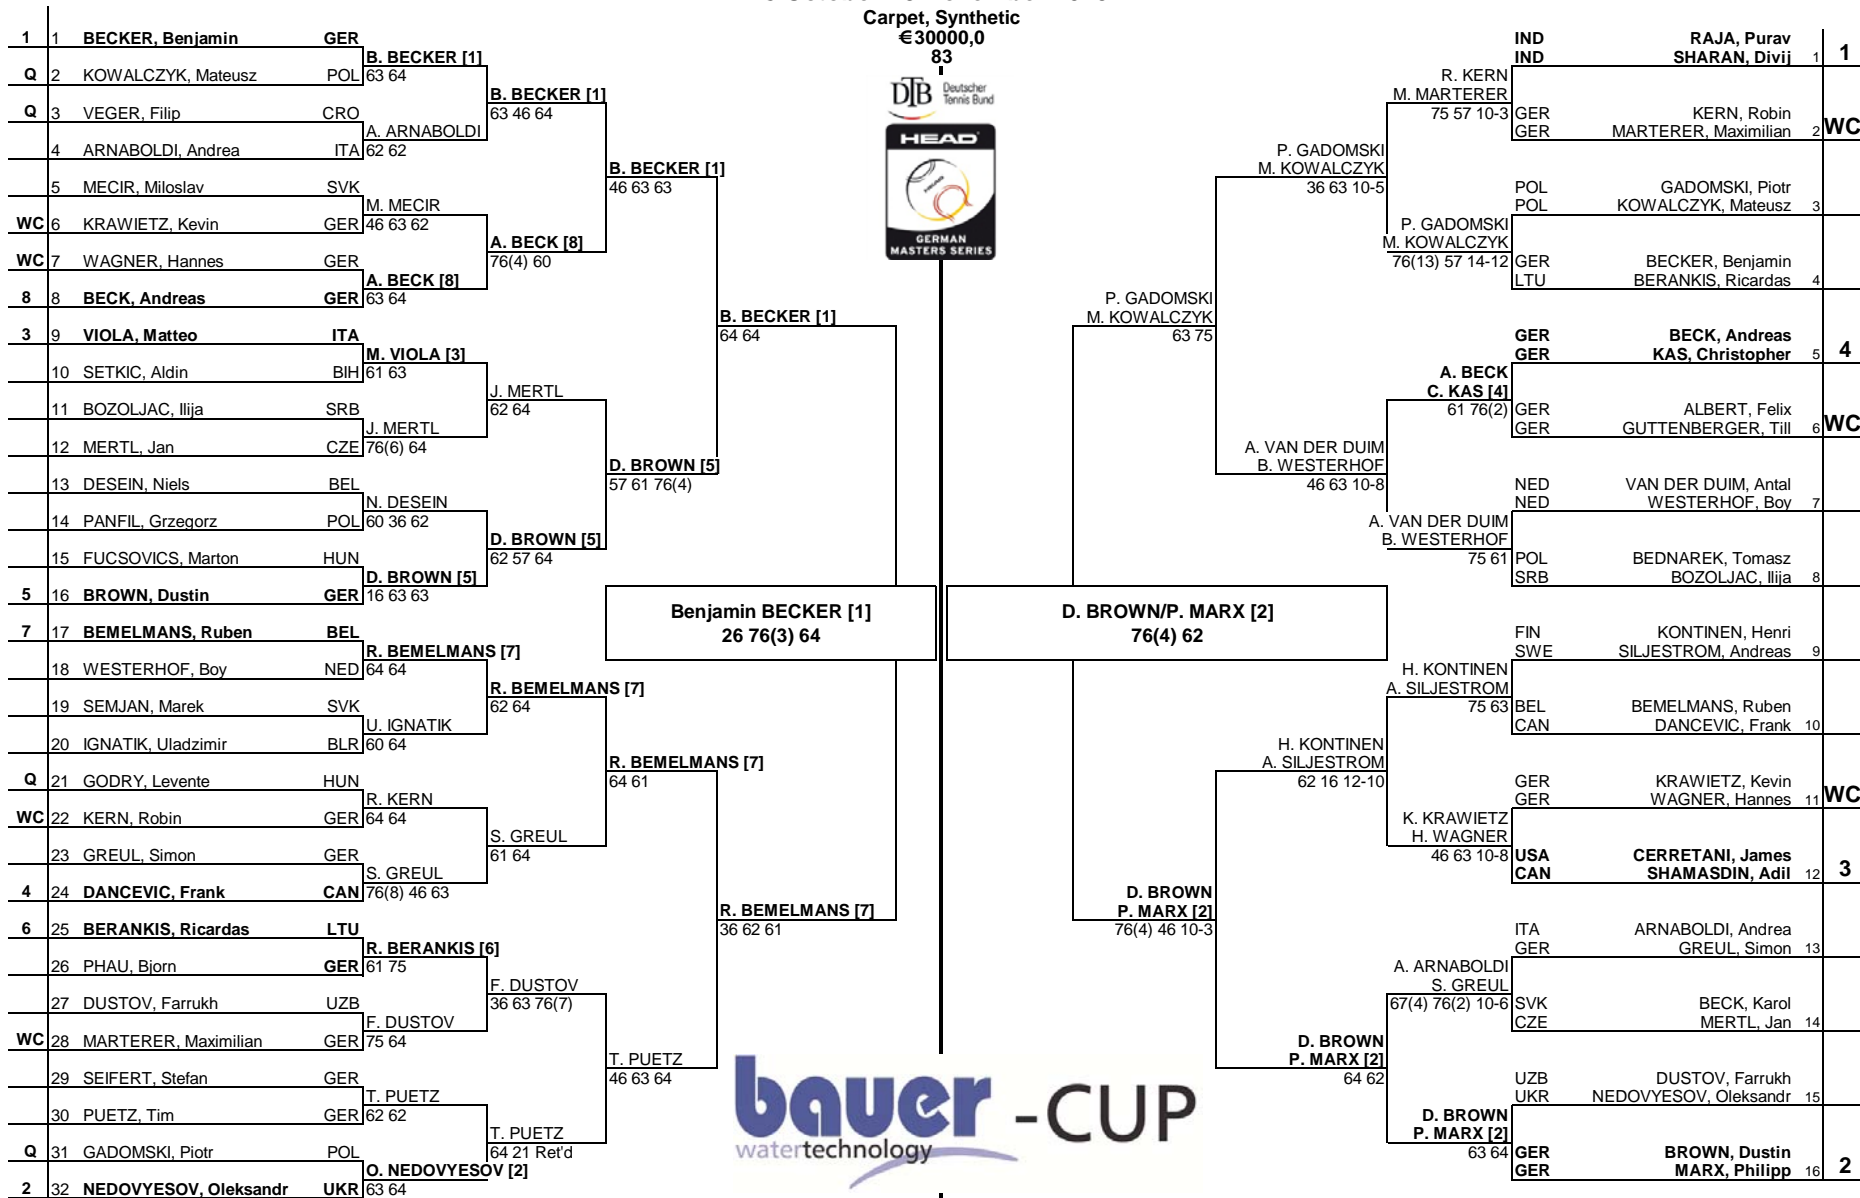 Carpet, Synthetic
€30000,0
83
DTB Deutscher Tennis Bund
HEAD
GERMAN
MASTERS SERIES
1 1 BECKER, Benjamin GER
Q 2 KOWALCZYK, Mateusz POL
Q 3 VEGER, Filip CRO
4 ARNABOLDI, Andrea ITA
5 MECIR, Miloslav SVK
WC 6 KRAWIETZ, Kevin GER
WC 7 WAGNER, Hannes GER
8 8 BECK, Andreas GER
3 9 VIOLA, Matteo ITA
10 SETKIC, Aldin BIH
11 BOZOLJAC, Ilija SRB
12 MERTL, Jan CZE
13 DESEIN, Niels BEL
14 PANFIL, Grzegorz POL
15 FUCSOVICS, Marton HUN
5 16 BROWN, Dustin GER
7 17 BEMELMANS, Ruben BEL
18 WESTERHOF, Boy NED
19 SEMJAN, Marek SVK
20 IGNATIK, Uladzimir BLR
Q 21 GODRY, Levente HUN
WC 22 KERN, Robin GER
23 GREUL, Simon GER
4 24 DANCEVIC, Frank CAN
6 25 BERANKIS, Ricardas LTU
26 PHAU, Bjorn GER
27 DUSTOV, Farrukh UZB
WC 28 MARTERER, Maximilian GER
29 SEIFERT, Stefan GER
30 PUETZ, Tim GER
Q 31 GADOMSKI, Piotr POL
2 32 NEDOVYESOV, Oleksandr UKR
B. BECKER [1]
63 64
A. ARNABOLDI
62 62
M. MECIR
46 63 62
A. BECK [8]
63 64
M. VIOLA [3]
61 63
J. MERTL
76(6) 64
N. DESEIN
60 36 62
D. BROWN [5]
16 63 63
R. BEMELMANS [7]
64 64
U. IGNATIK
60 64
R. KERN
64 64
S. GREUL
76(8) 46 63
R. BERANKIS [6]
61 75
F. DUSTOV
75 64
T. PUETZ
62 62
O. NEDOVYESOV [2]
63 64
B. BECKER [1]
63 46 64
A. BECK [8]
76(4) 60
J. MERTL
62 64
D. BROWN [5]
62 57 64
R. BEMELMANS [7]
62 64
S. GREUL
61 64
F. DUSTOV
36 63 76(7)
T. PUETZ
64 21 Ret'd
B. BECKER [1]
46 63 63
D. BROWN [5]
57 61 76(4)
R. BEMELMANS [7]
64 61
T. PUETZ
46 63 64
B. BECKER [1]
64 64
R. BEMELMANS [7]
36 62 61
Benjamin BECKER [1]
26 76(3) 64
D. BROWN/P. MARX [2]
76(4) 62
P. GADOMSKI
M. KOWALCZYK
63 75
D. BROWN
P. MARX [2]
76(4) 46 10-3
P. GADOMSKI
M. KOWALCZYK
36 63 10-5
A. VAN DER DUIM
B. WESTERHOF
46 63 10-8
H. KONTINEN
A. SILJESTROM
62 16 12-10
D. BROWN
P. MARX [2]
64 62
R. KERN
M. MARTERER
75 57 10-3
P. GADOMSKI
M. KOWALCZYK
76(13) 57 14-12
A. BECK
C. KAS [4]
61 76(2)
A. VAN DER DUIM
B. WESTERHOF
75 61
H. KONTINEN
A. SILJESTROM
75 63
K. KRAWIETZ
H. WAGNER
46 63 10-8
A. ARNABOLDI
S. GREUL
67(4) 76(2) 10-6
D. BROWN
P. MARX [2]
63 64
IND RAJA, Purav
IND SHARAN, Divij 1 1
GER KERN, Robin
GER MARTERER, Maximilian 2 WC
POL GADOMSKI, Piotr
POL KOWALCZYK, Mateusz 3
GER BECKER, Benjamin
LTU BERANKIS, Ricardas 4
GER BECK, Andreas
GER KAS, Christopher 5 4
GER ALBERT, Felix
GER GUTTENBERGER, Till 6 WC
NED VAN DER DUIM, Antal
NED WESTERHOF, Boy 7
POL BEDNAREK, Tomasz
SRB BOZOLJAC, Ilija 8
FIN KONTINEN, Henri
SWE SILJESTROM, Andreas 9
BEL BEMELMANS, Ruben
CAN DANCEVIC, Frank 10
GER KRAWIETZ, Kevin
GER WAGNER, Hannes 11 WC
USA CERRETANI, James
CAN SHAMASDIN, Adil 12 3
ITA ARNABOLDI, Andrea
GER GREUL, Simon 13
SVK BECK, Karol
CZE MERTL, Jan 14
UZB DUSTOV, Farrukh
UKR NEDOVYESOV, Oleksandr 15
GER BROWN, Dustin
GER MARX, Philipp 16 2
bauer -CUP
watertechnology